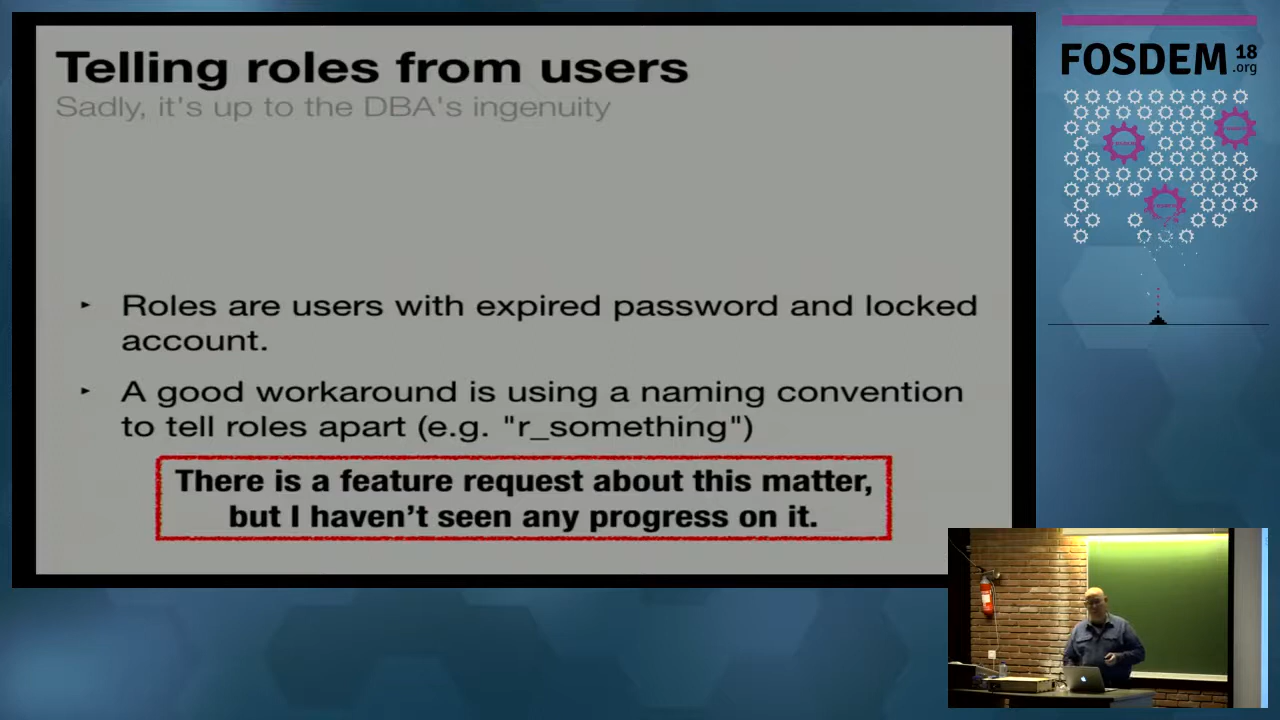 Telling roles from users
Sadly, it's up to the DBA's ingenuity
‣ Roles are users with expired password and locked
account.
‣ A good workaround is using a naming convention
to tell roles apart (e.g. "r_something")
There is a feature request about this matter,
but I haven't seen any progress on it.
FOSDEM 18
.org